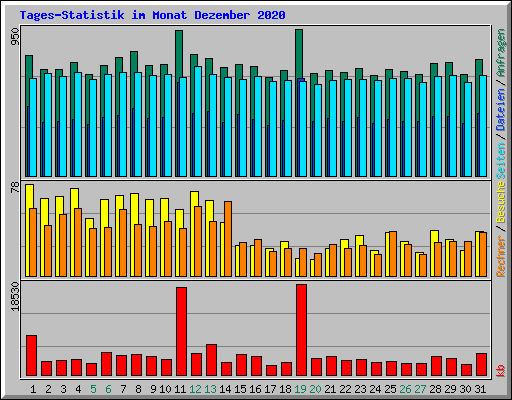 Tages-Statistik im Monat Dezember 2020
950
78
18530
Rechner / Besuche Seiten / Dateien / Anfragen
kb
1 2 3 4 5 6 7 8 9 10 11 12 13 14 15 16 17 18 19 20 21 22 23 24 25 26 27 28 29 30 31